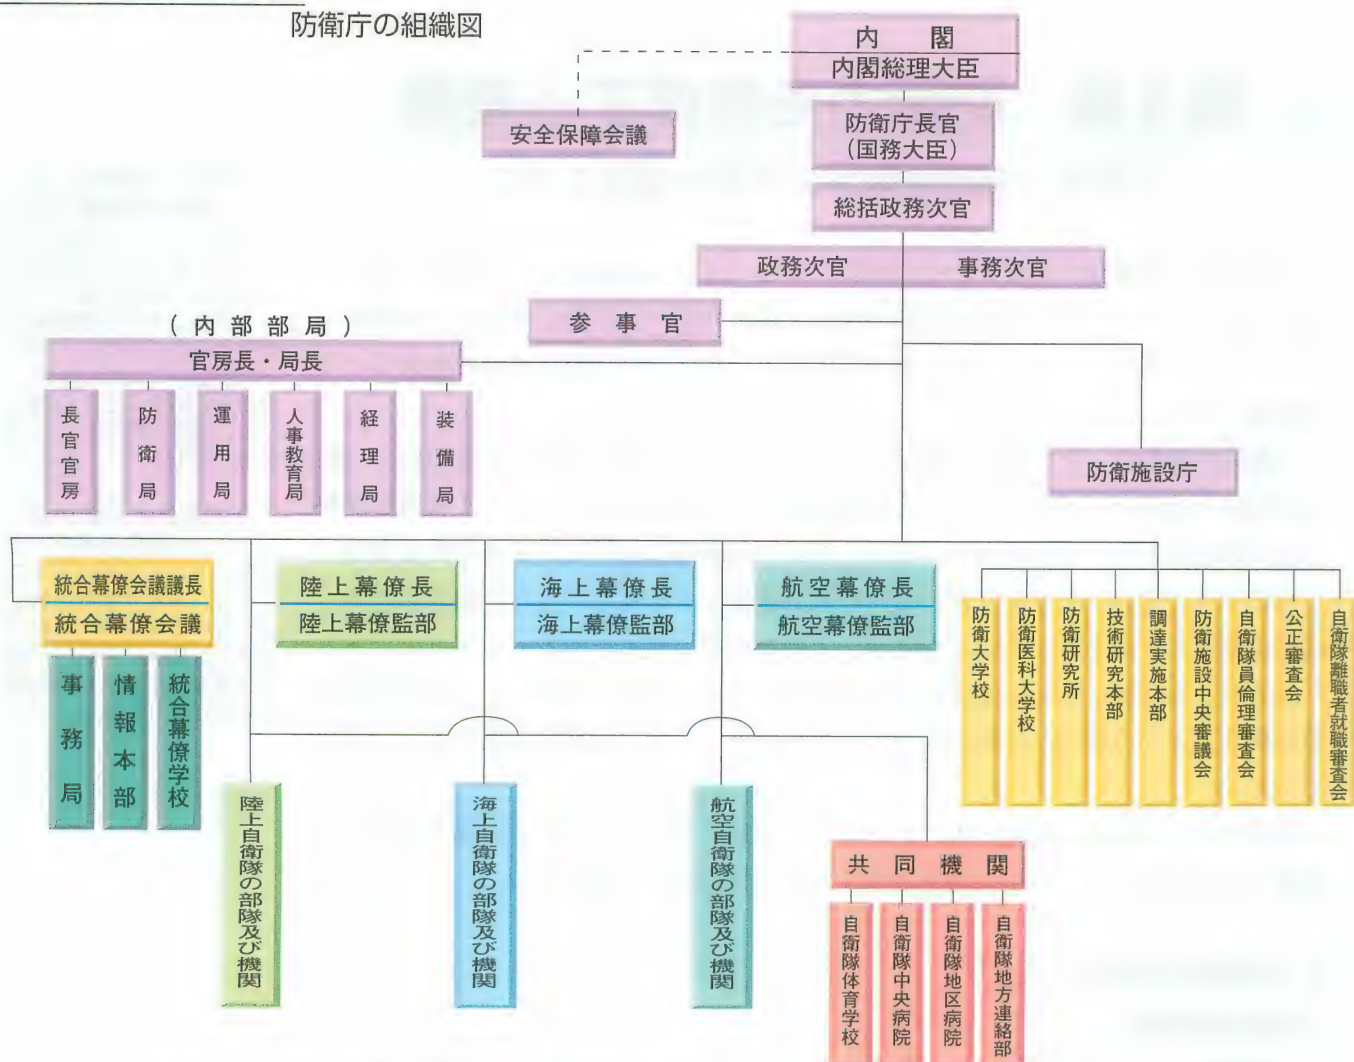 防衛庁の組織図
内 閣
内閣総理大臣
安全保障会議
防衛庁長官
(国務大臣)
総括政務次官
政務次官
事務次官
参 事 官
( 内 部 部 局 )
官房長・局長
長官官房
防衛局
運用局
人事教育局
経理局
装備局
防衛施設庁
統合幕僚会議議長
統合幕僚会議
陸上幕僚長
陸上幕僚監部
海上幕僚長
海上幕僚監部
航空幕僚長
航空幕僚監部
事務局
情報本部
統合幕僚学校
防衛大学校
防衛医科大学校
防衛研究所
技術研究本部
調達実施本部
防衛施設中央審議会
自衛隊員倫理審査会
公正審査会
自衛隊離職者就職審査会
陸上自衛隊の部隊及び機関
海上自衛隊の部隊及び機関
航空自衛隊の部隊及び機関
共 同 機 関
自衛隊体育学校
自衛隊中央病院
自衛隊地区病院
自衛隊地方連絡部